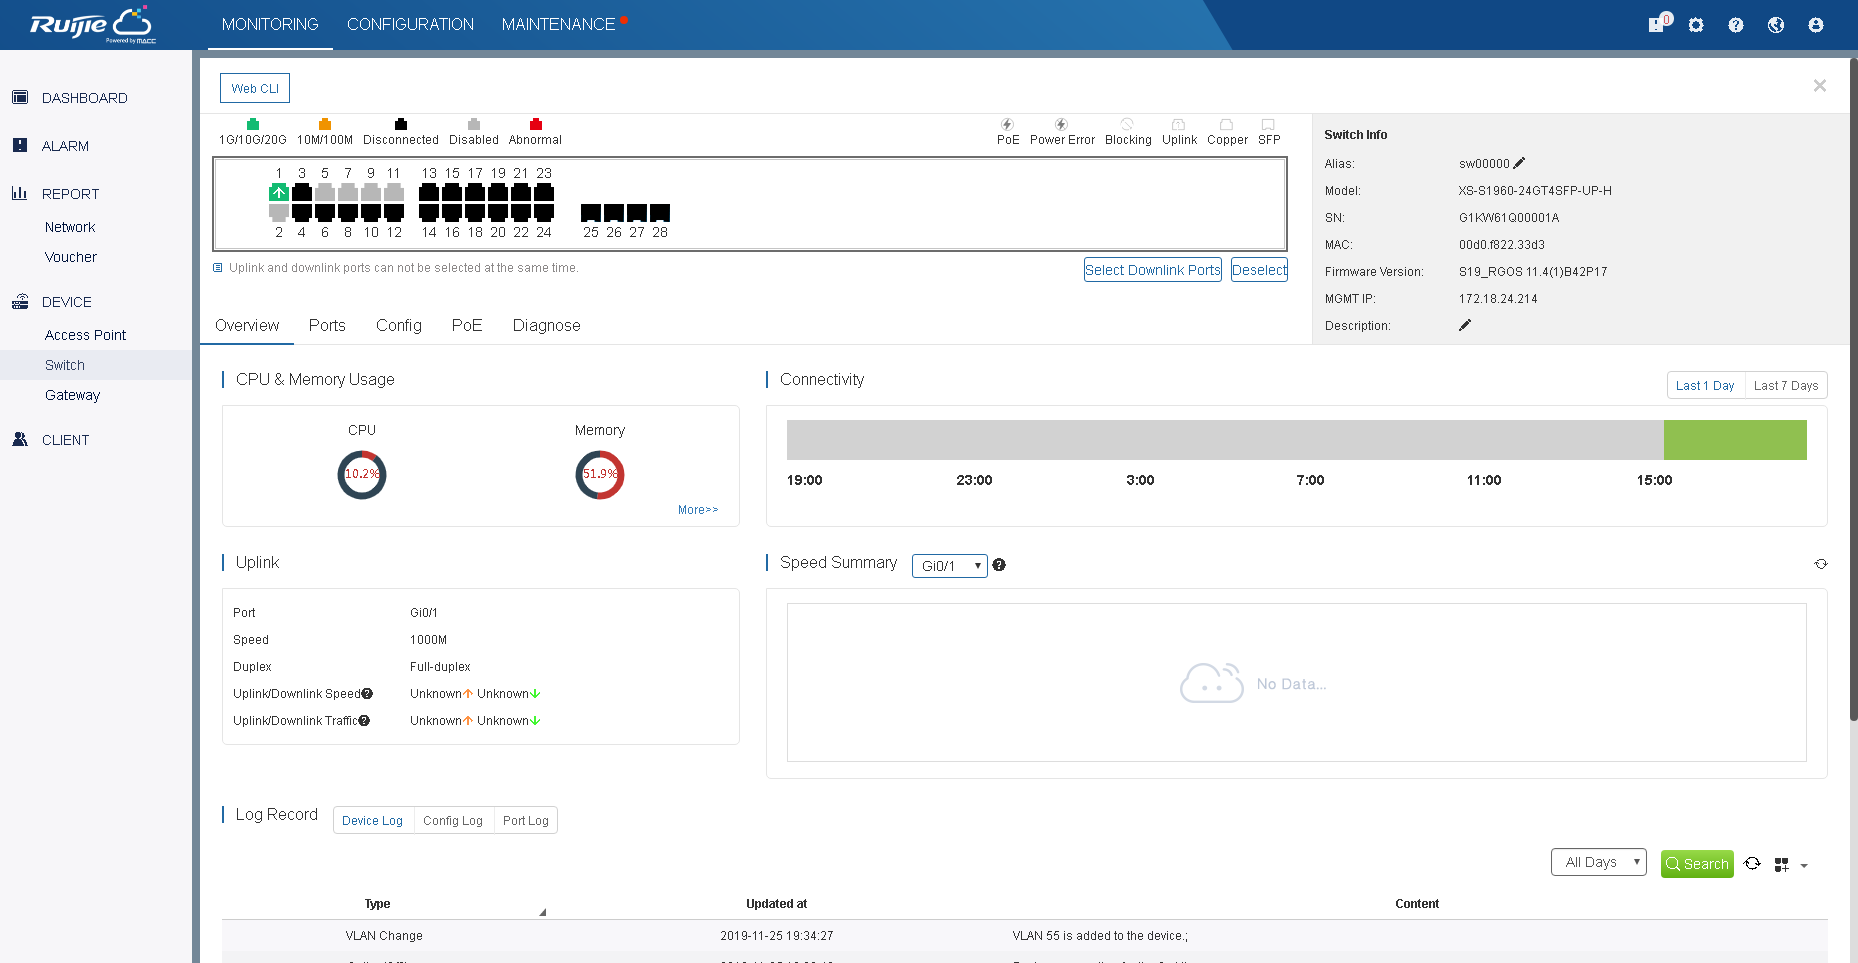 Ruijie
Powered by MACC
MONITORING CONFIGURATION MAINTENANCE
0
DASHBOARD
ALARM
REPORT
Network
Voucher
DEVICE
Access Point
Switch
Gateway
CLIENT
Web CLI
1G/10G/20G 10M/100M Disconnected Disabled Abnormal
PoE Power Error Blocking Uplink Copper SFP
1 3 5 7 9 11 13 15 17 19 21 23
2 4 6 8 10 12 14 16 18 20 22 24 25 26 27 28
Uplink and downlink ports can not be selected at the same time.
Select Downlink Ports Deselect
Switch Info
Alias: sw00000
Model: XS-S1960-24GT4SFP-UP-H
SN: G1KW61Q00001A
MAC: 00d0.f822.33d3
Firmware Version: S19_RGOS 11.4(1)B42P17
MGMT IP: 172.18.24.214
Description:
Overview Ports Config PoE Diagnose
CPU & Memory Usage
CPU Memory
10.2% 51.9%
More>>
Connectivity
Last 1 Day Last 7 Days
19:00 23:00 3:00 7:00 11:00 15:00
Uplink
Port Gi0/1
Speed 1000M
Duplex Full-duplex
Uplink/Downlink Speed Unknown Unknown
Uplink/Downlink Traffic Unknown Unknown
Speed Summary Gi0/1
No Data...
Log Record Device Log Config Log Port Log
All Days Search
Type Updated at Content
VLAN Change 2019-11-25 19:34:27 VLAN 55 is added to the device.;